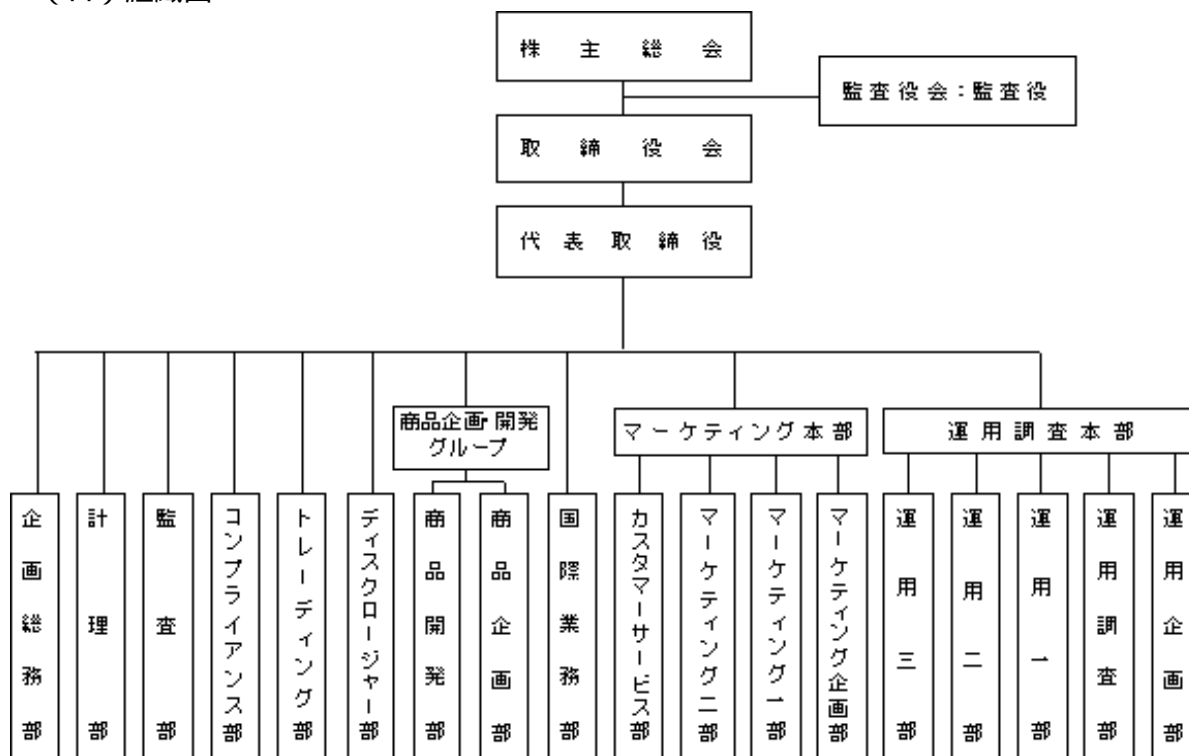 株主総会
監査役会：監査役
取締役会
代表取締役
商品企画・開発
グループ
マーケティング本部
運用調査本部
企画総務部
計理部
監査部
コンプライアンス部
トレーディング部
ディスクロージャー部
商品開発部
商品企画部
国際業務部
カスタマーサービス部
マーケティング二部
マーケティング一部
マーケティング企画部
運用三部
運用二部
運用一部
運用調査部
運用企画部